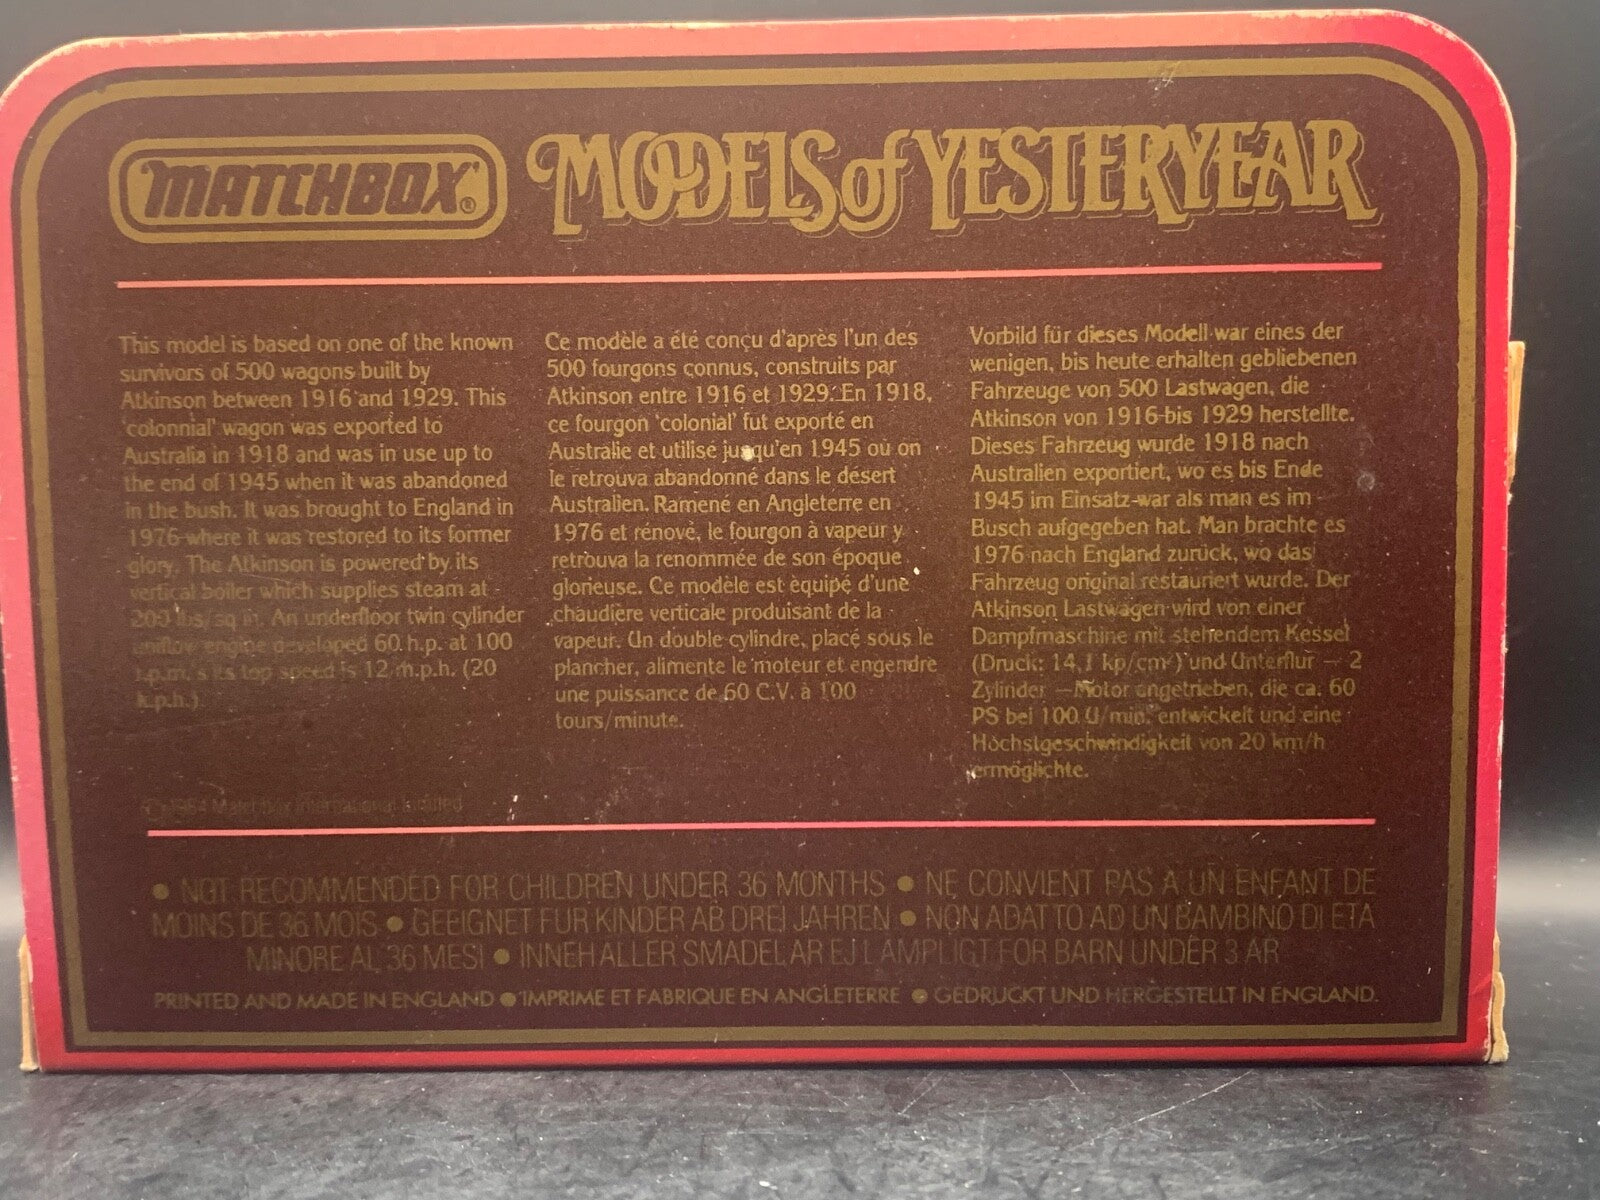 MATCHBOX®
MODELS of YESTERYEAR
This model is based on one of the known
survivors of 500 wagons built by
Atkinson between 1916 and 1929. This
'colonnial' wagon was exported to
Australia in 1918 and was in use up to
the end of 1945 when it was abandoned
in the bush. It was brought to England in
1976 where it was restored to its former
glory. The Atkinson is powered by its
vertical boiler which supplies steam at
200 lbs/sq in. An underfloor twin cylinder
uniflow engine developed 60 h.p. at 100
r.p.m. its top speed is 12 m.p.h. (20
k.p.h.).
© 1984 Matchbox International Limited
Ce modèle a été conçu d'après l'un des
500 fourgons connus, construits par
Atkinson entre 1916 et 1929. En 1918,
ce fourgon 'colonial' fut exporté en
Australie et utilisé jusqu'en 1945 où on
le retrouva abandonné dans le désert
Australien. Ramené en Angleterre en
1976 et rénové, le fourgon à vapeur y
retrouva la renommée de son époque
glorieuse. Ce modèle est équipé d'une
chaudière verticale produisant de la
vapeur. Un double cylindre, placé sous le
plancher, alimente le moteur et engendre
une puissance de 60 C.V. à 100
tours/minute.
Vorbild für dieses Modell war eines der
wenigen, bis heute erhalten gebliebenen
Fahrzeuge von 500 Lastwagen, die
Atkinson von 1916 bis 1929 herstellte.
Dieses Fahrzeug wurde 1918 nach
Australien exportiert, wo es bis Ende
1945 im Einsatz war als man es im
Busch aufgegeben hat. Man brachte es
1976 nach England zurück, wo das
Fahrzeug original restauriert wurde. Der
Atkinson Lastwagen wird von einer
Dampfmaschine mit stehendem Kessel
(Druck: 14,1 kp/cm²) und Unterflur — 2
Zylinder — Motor angetrieben, die ca. 60
PS bei 100 U/min. entwickelt und eine
Höchstgeschwindigkeit von 20 km/h
ermöglichte.
● NOT RECOMMENDED FOR CHILDREN UNDER 36 MONTHS ● NE CONVIENT PAS A UN ENFANT DE
MOINS DE 36 MOIS ● GEEIGNET FUR KINDER AB DREI JAHREN ● NON ADATTO AD UN BAMBINO DI ETA
MINORE AL 36 MESI ● INNEHALLER SMADELAR EJ LAMPLIGT FOR BARN UNDER 3 AR
PRINTED AND MADE IN ENGLAND ● IMPRIME ET FABRIQUE EN ANGLETERRE ● GEDRUCKT UND HERGESTELLT IN ENGLAND.